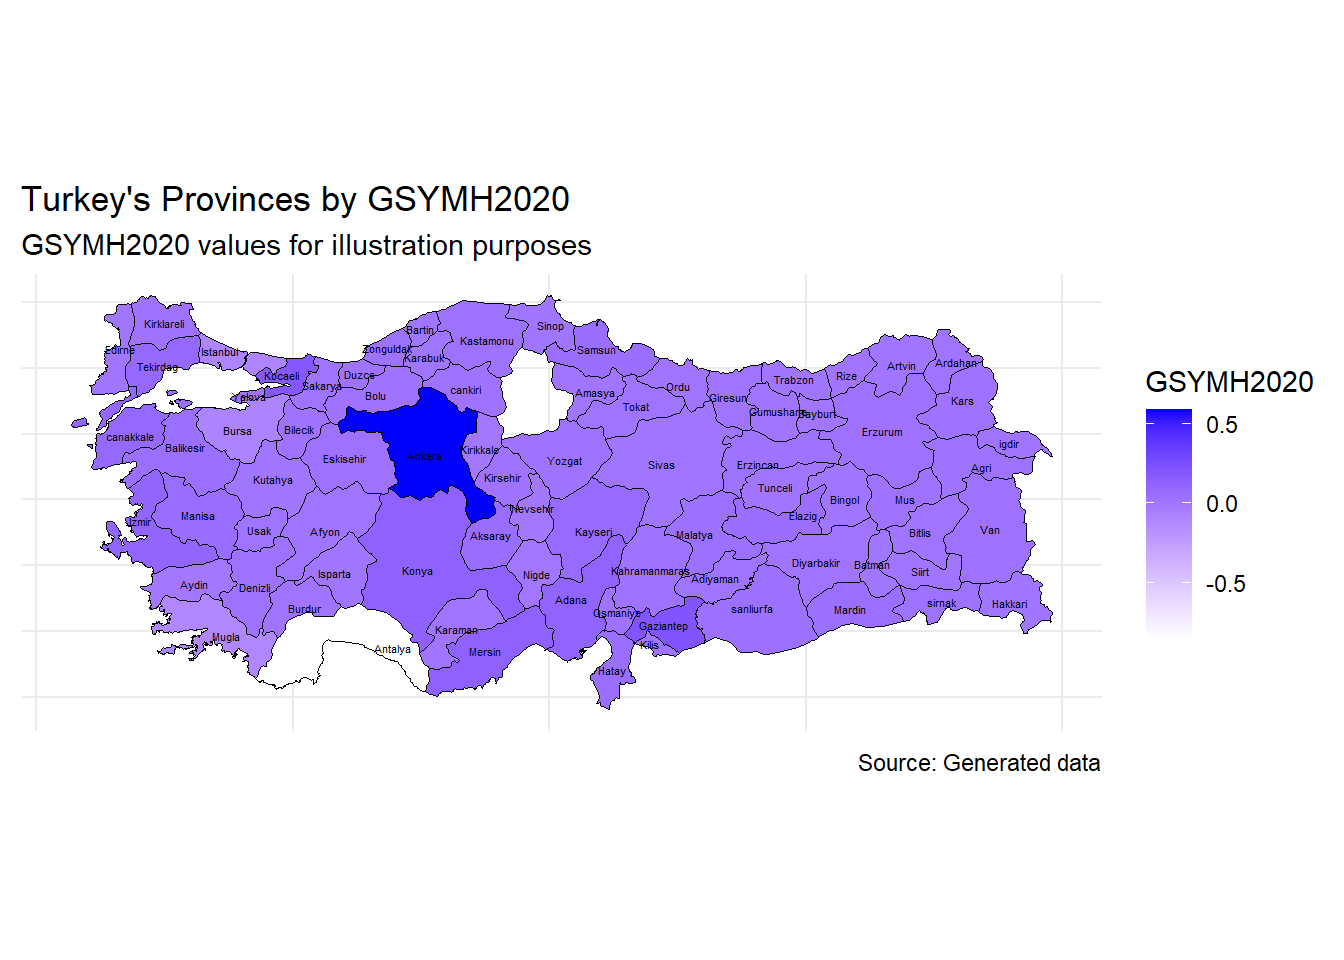 Turkey's Provinces by GSYMH2020
GSYMH2020 values for illustration purposes
Kirklareli
Edirne
Tekirdag
Istanbul
Kocaeli
Yalova
Sakarya
Duzce
Bolu
Zonguldak
Bartin
Karabuk
Kastamonu
Sinop
Samsun
cankiri
Amasya
Tokat
Ordu
Giresun
Trabzon
Gumushane
Bayburt
Rize
Artvin
Ardahan
Kars
Erzurum
igdir
Agri
canakkale
Balikesir
Bursa
Bilecik
Eskisehir
Kutahya
Ankara
Kirikkale
Kirsehir
Yozgat
Sivas
Erzincan
Tunceli
Bingol
Elazig
Mus
Bitlis
Van
Izmir
Manisa
Usak
Afyon
Nevsehir
Aksaray
Kayseri
Malatya
Aydin
Denizli
Isparta
Burdur
Konya
Nigde
Adana
Kahramanmaras
Adiyaman
Diyarbakir
Batman
Siirt
sirnak
Hakkari
Mugla
Antalya
Karaman
Mersin
Osmaniye
Gaziantep
Kilis
Hatay
sanliurfa
Mardin
GSYMH2020
0.5
0.0
-0.5
Source: Generated data